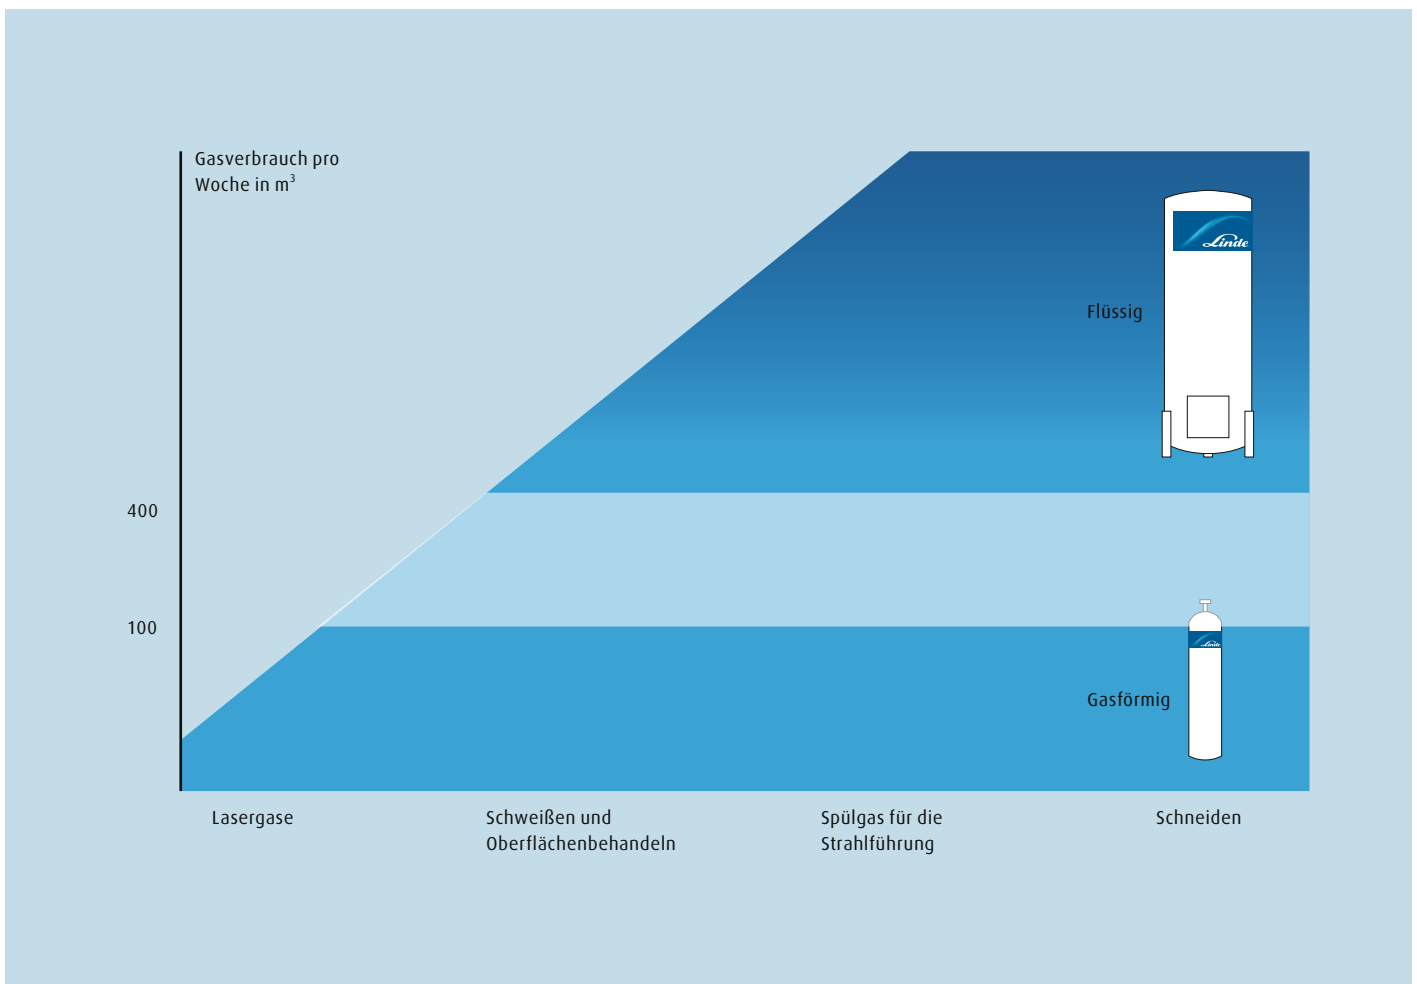 Gasverbrauch pro
Woche in m³
Linde
Flüssig
400
100
Linde
Gasförmig
Lasergase
Schweißen und
Oberflächenbehandeln
Spülgas für die
Strahlführung
Schneiden